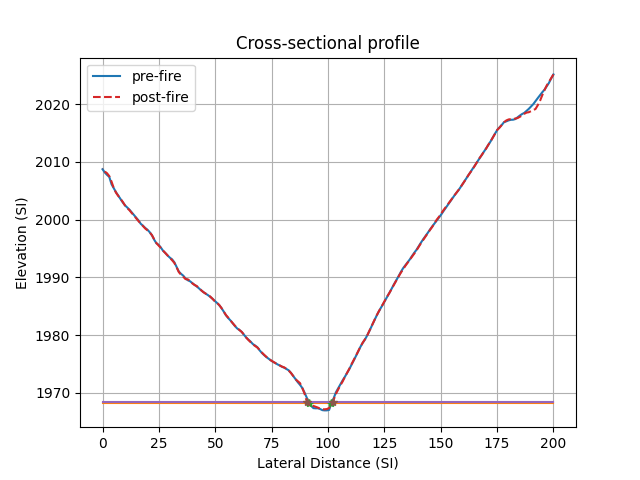 Cross-sectional profile
pre-fire
post-fire
Elevation (SI)
2020
2010
2000
1990
1980
1970
0 25 50 75 100 125 150 175 200
Lateral Distance (SI)